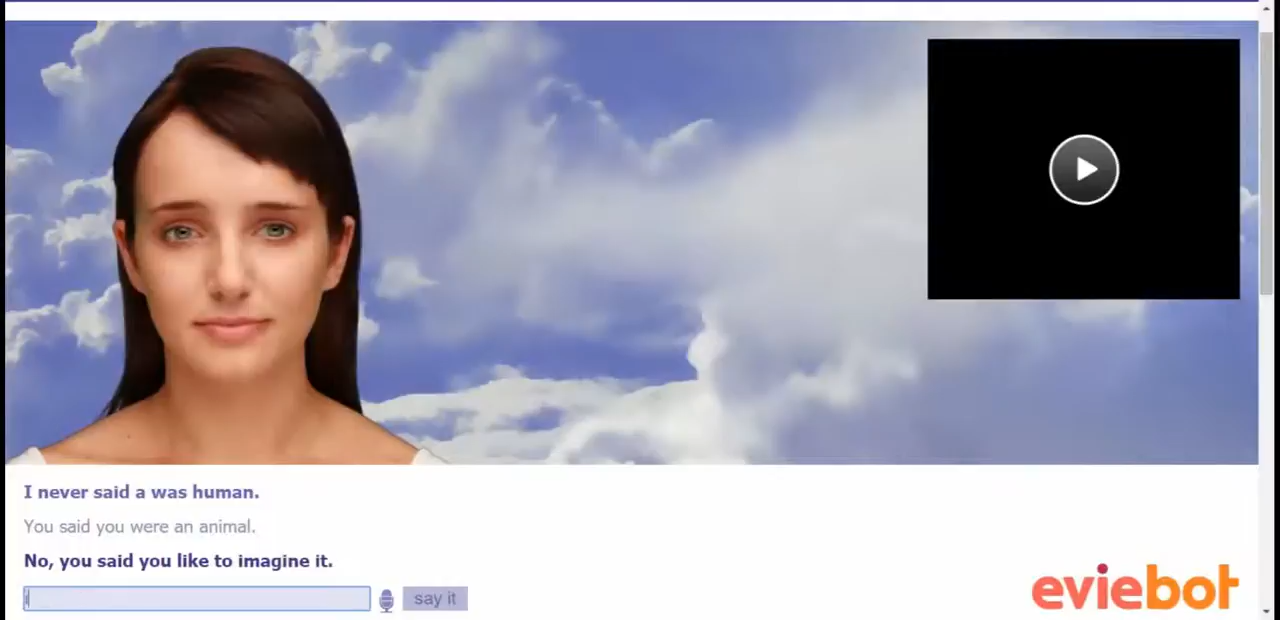 I never said a was human.
You said you were an animal.
No, you said you like to imagine it.
say it
eviebot